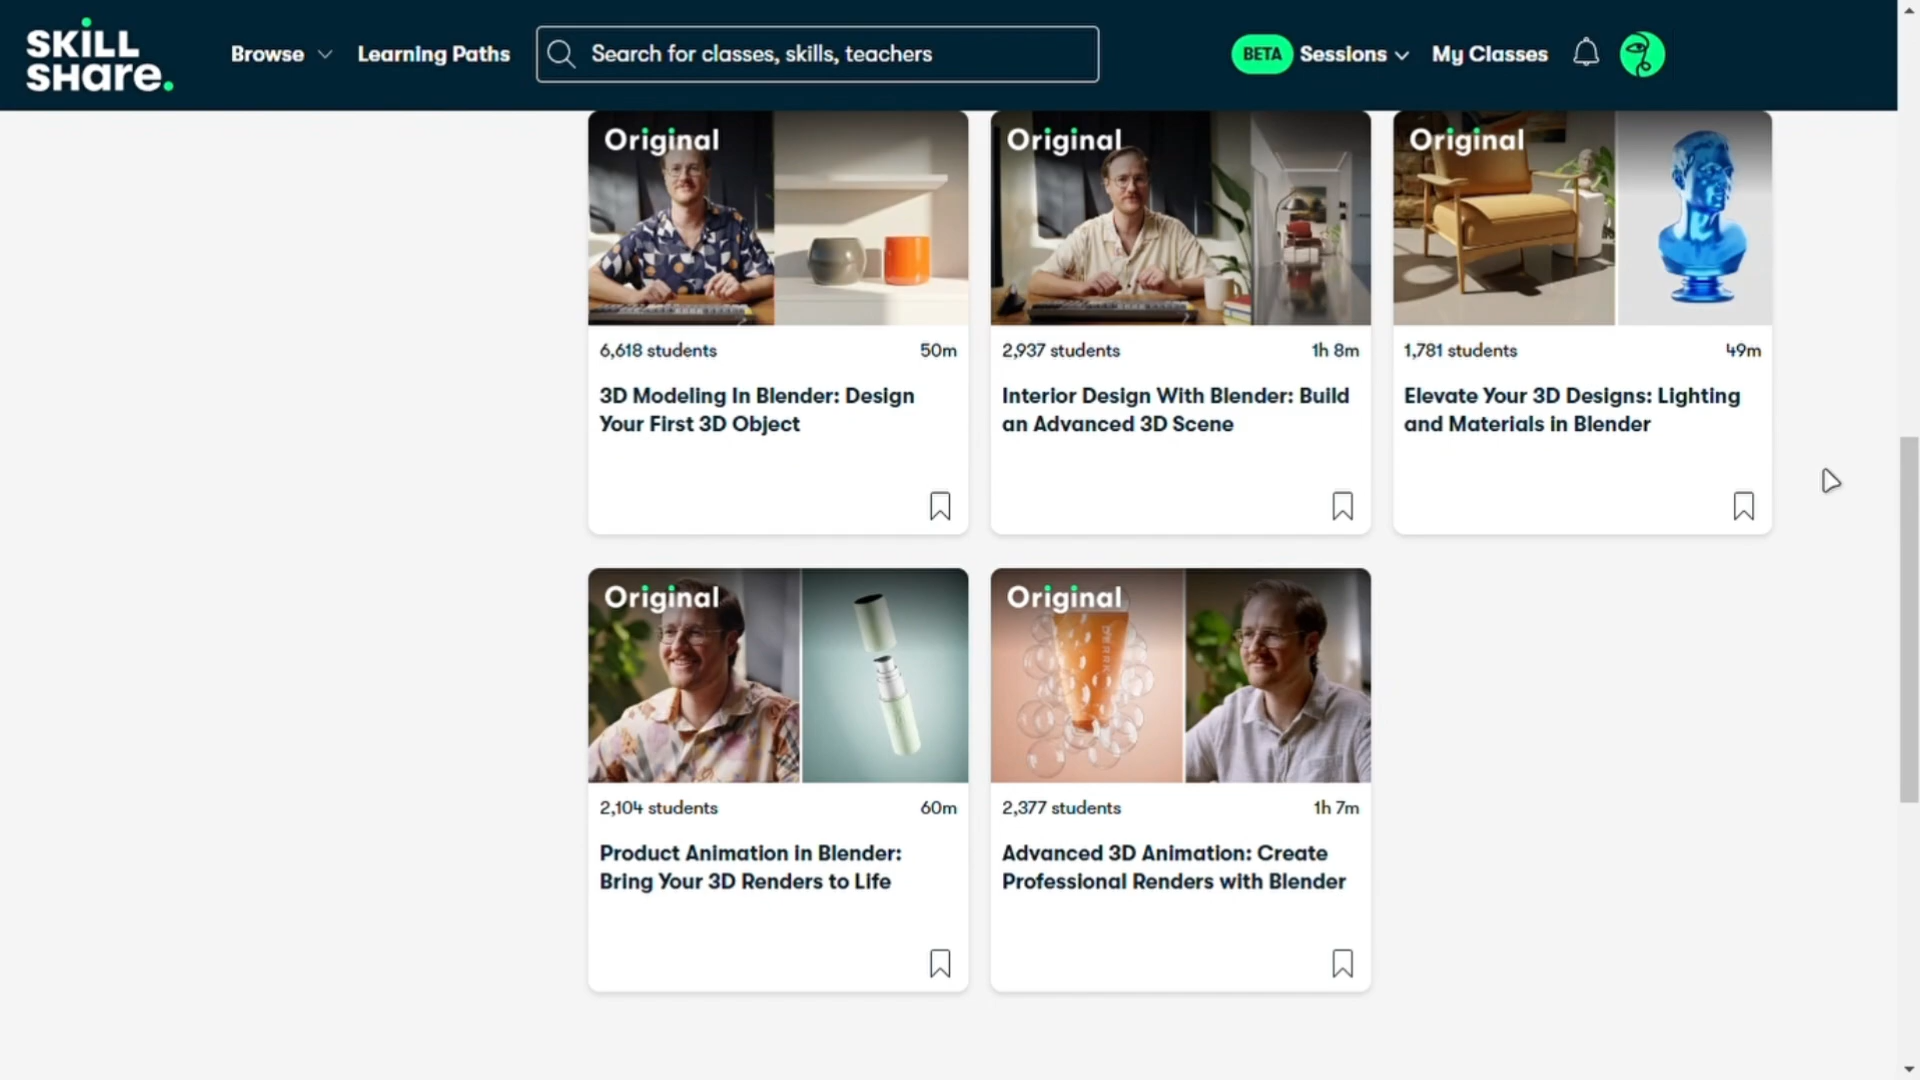 SKILL
SHare.
Browse
Learning Paths
Search for classes, skills, teachers
BETA
Sessions
My Classes
Original
Original
Original
6,618 students
50m
2,937 students
1h 8m
1,781 students
49m
3D Modeling In Blender: Design
Your First 3D Object
Interior Design With Blender: Build
an Advanced 3D Scene
Elevate Your 3D Designs: Lighting
and Materials in Blender
Original
Original
2,104 students
60m
2,377 students
1h 7m
Product Animation in Blender:
Bring Your 3D Renders to Life
Advanced 3D Animation: Create
Professional Renders with Blender